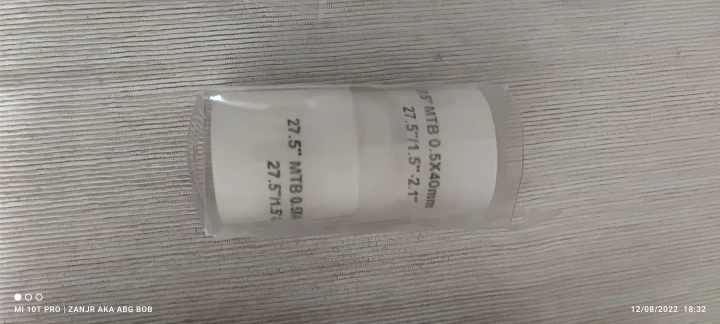 27.5" MTB 0.5
27.5"/1.5
.5" MTB 0.5X40mm
27.5"/1.5"-2.1"
MI 10T PRO | ZANJR AKA ABG BOB
12/08/2022 18:32